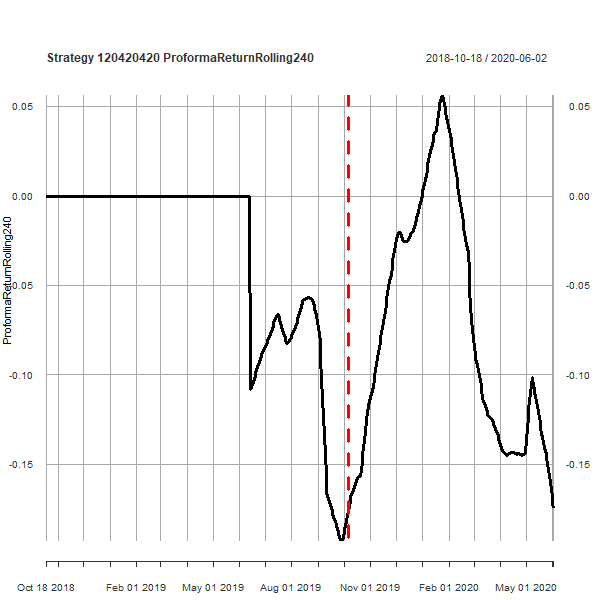 Strategy 120420420 ProformaReturnRolling240
2018-10-18 / 2020-06-02
ProformaReturnRolling240
0.05
0.05
0.00
0.00
-0.05
-0.05
-0.10
-0.10
-0.15
-0.15
Oct 18 2018
Feb 01 2019
May 01 2019
Aug 01 2019
Nov 01 2019
Feb 01 2020
May 01 2020